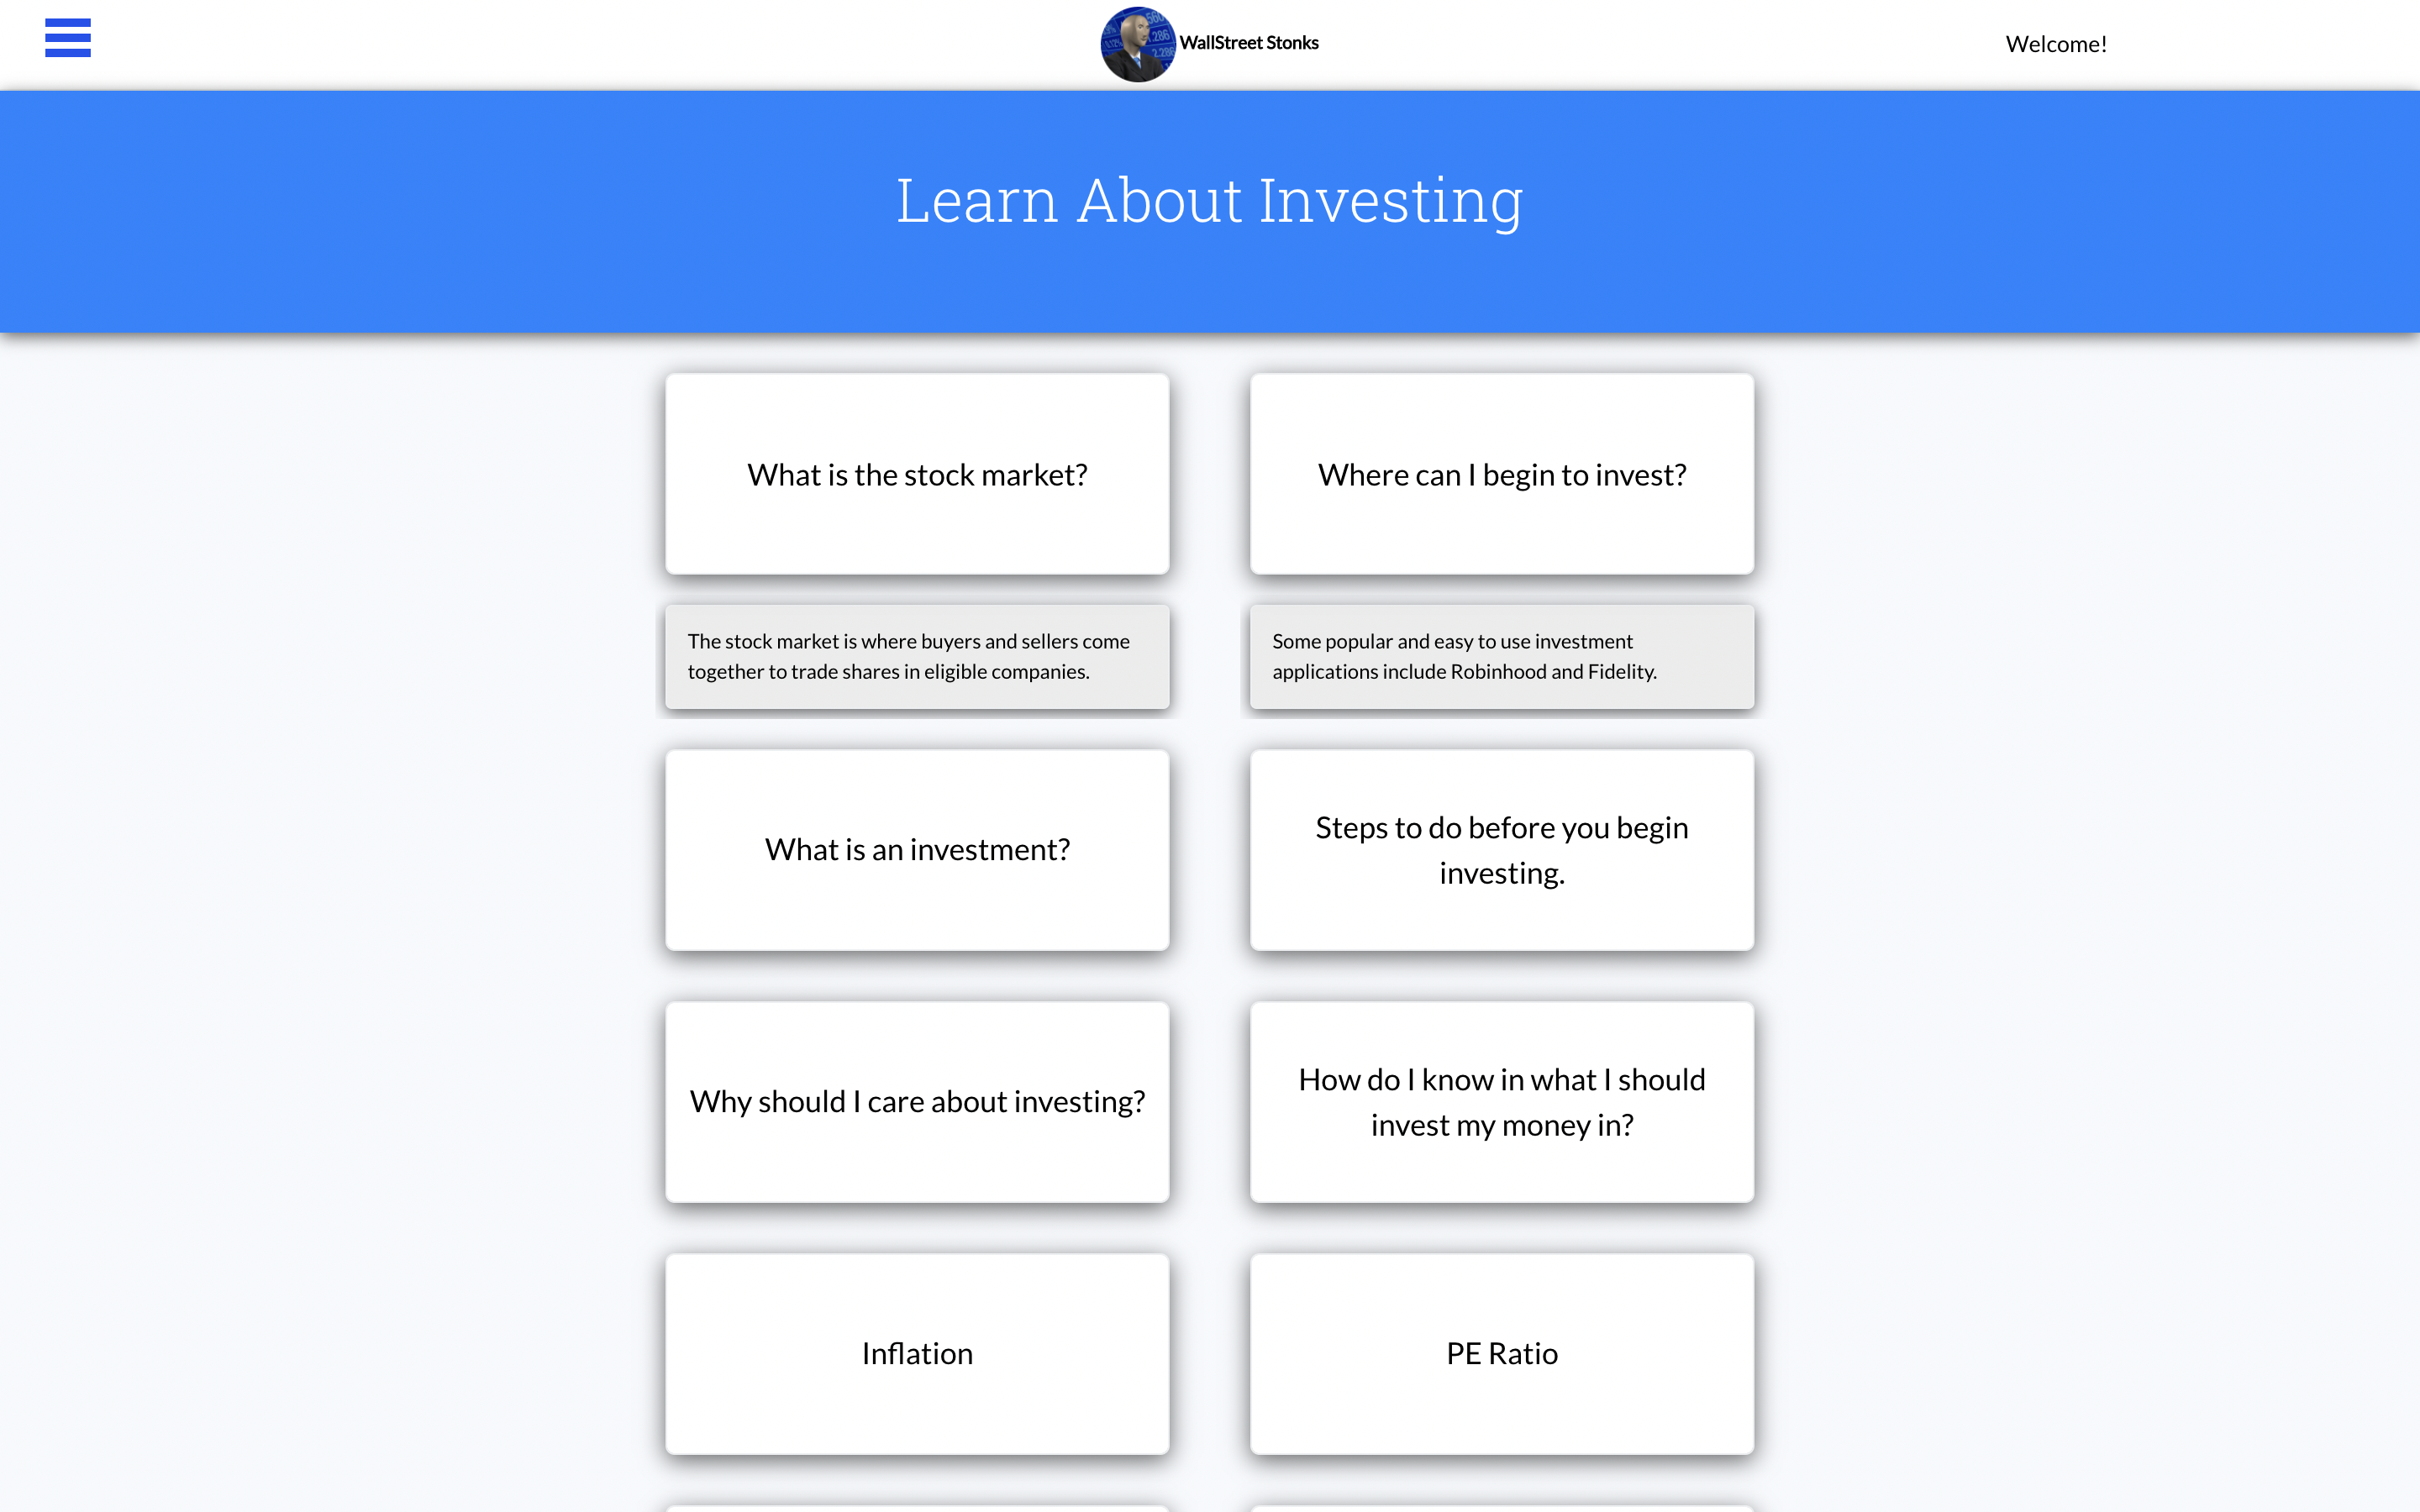 WallStreet Stonks
Welcome!
Learn About Investing
What is the stock market?
Where can I begin to invest?
The stock market is where buyers and sellers come
together to trade shares in eligible companies.
Some popular and easy to use investment
applications include Robinhood and Fidelity.
What is an investment?
Steps to do before you begin
investing.
Why should I care about investing?
How do I know in what I should
invest my money in?
Inflation
PE Ratio